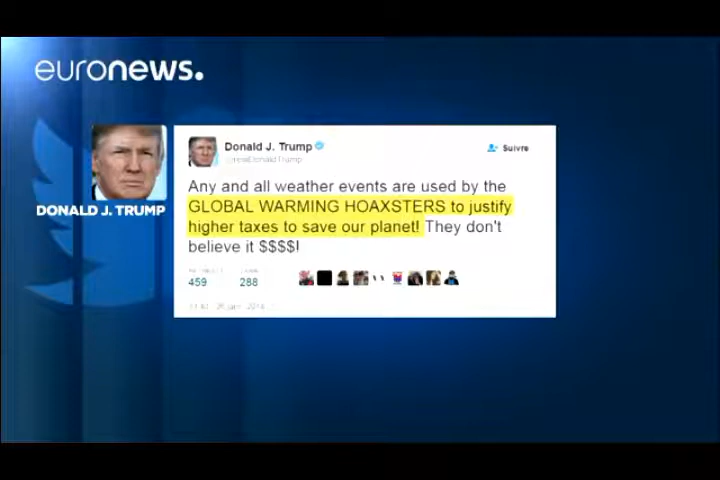 euronews.
Donald J. Trump
@realDonaldTrump
Suivre
DONALD J. TRUMP
Any and all weather events are used by the
GLOBAL WARMING HOAXSTERS to justify
higher taxes to save our planet! They don't
believe it $$$$!
459
288